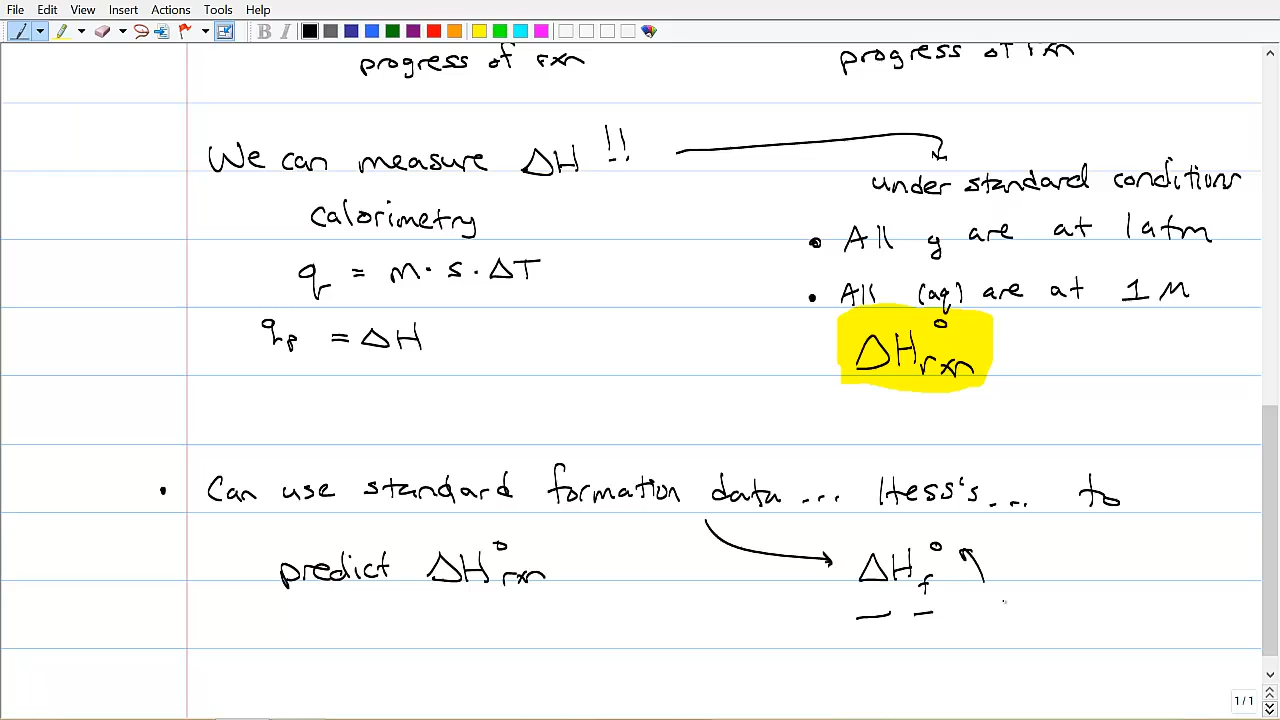 File Edit View Insert Actions Tools Help
B I
progress of rxn
progress of rxn
We can measure ΔH !!
under standard conditions
calorimetry
• All g are at 1 atm
q = m · s · ΔT
• All (aq) are at 1 M
qp = ΔH
ΔH°rxn
• Can use standard formation data ... Hess's ... to
predict ΔH°rxn
ΔH°f
1/1